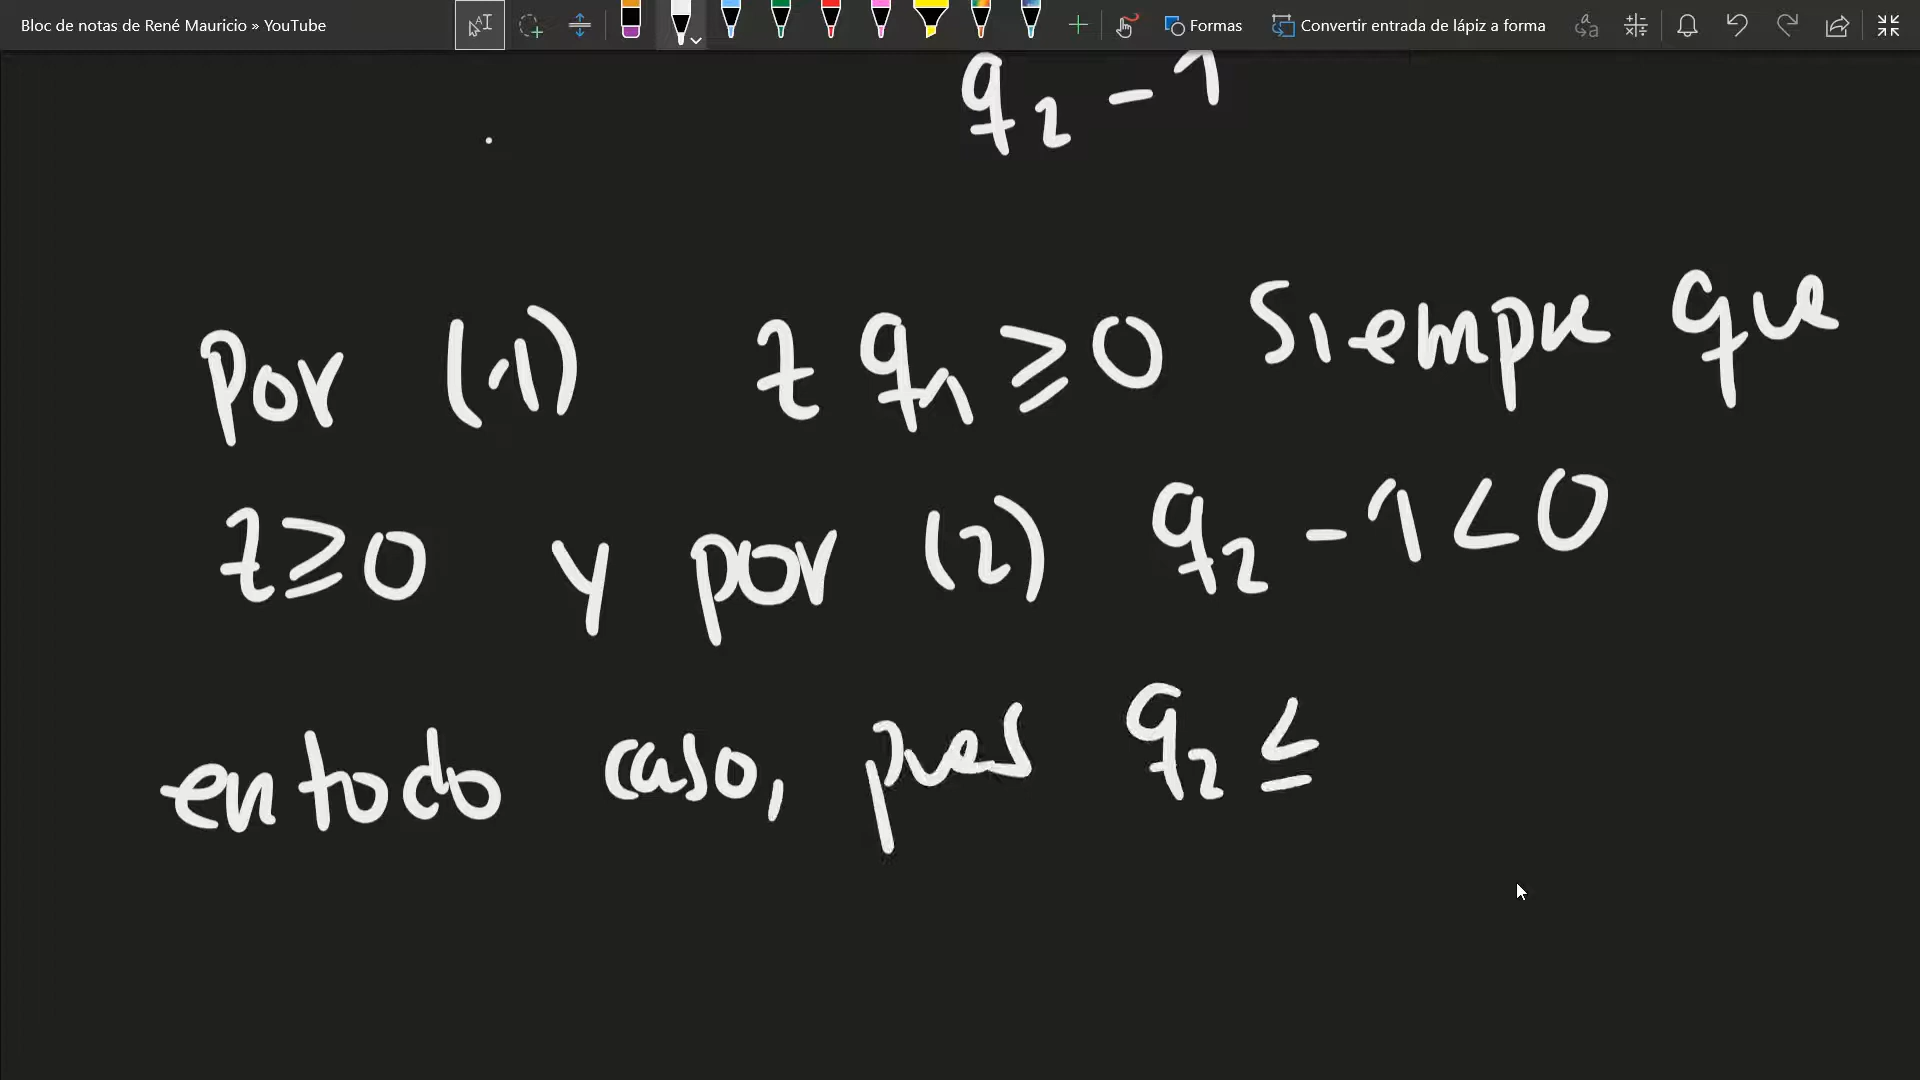 Bloc de notas de René Mauricio » YouTube
Formas
Convertir entrada de lápiz a forma
q₂ - 1
Por (1) z q₁ ≥ 0 Siempre que
z ≥ 0 y por (2) q₂ - 1 < 0
en todo caso, pues q₂ ≤